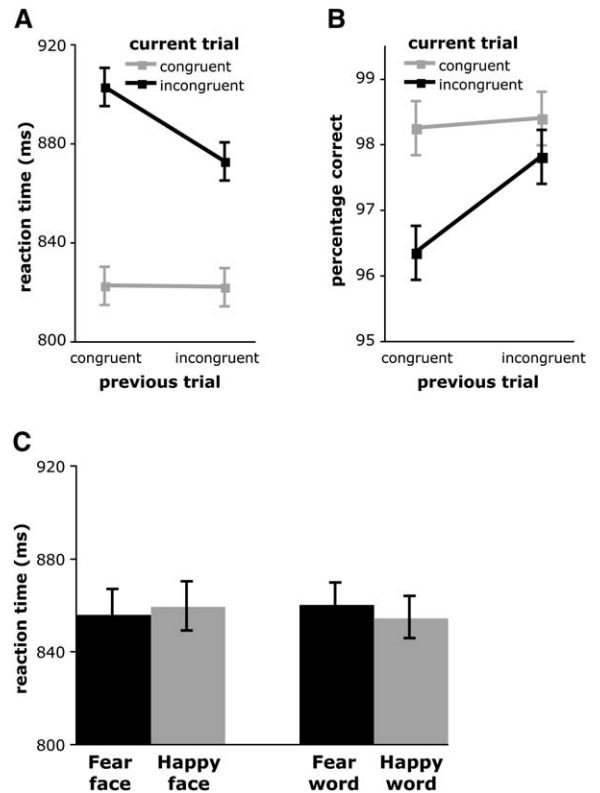 A
920
880
840
800
reaction time (ms)
current trial
congruent
incongruent
congruent incongruent
previous trial
B
99
98
97
96
95
percentage correct
current trial
congruent
incongruent
congruent incongruent
previous trial
C
920
880
840
800
reaction time (ms)
Fear face
Happy face
Fear word
Happy word